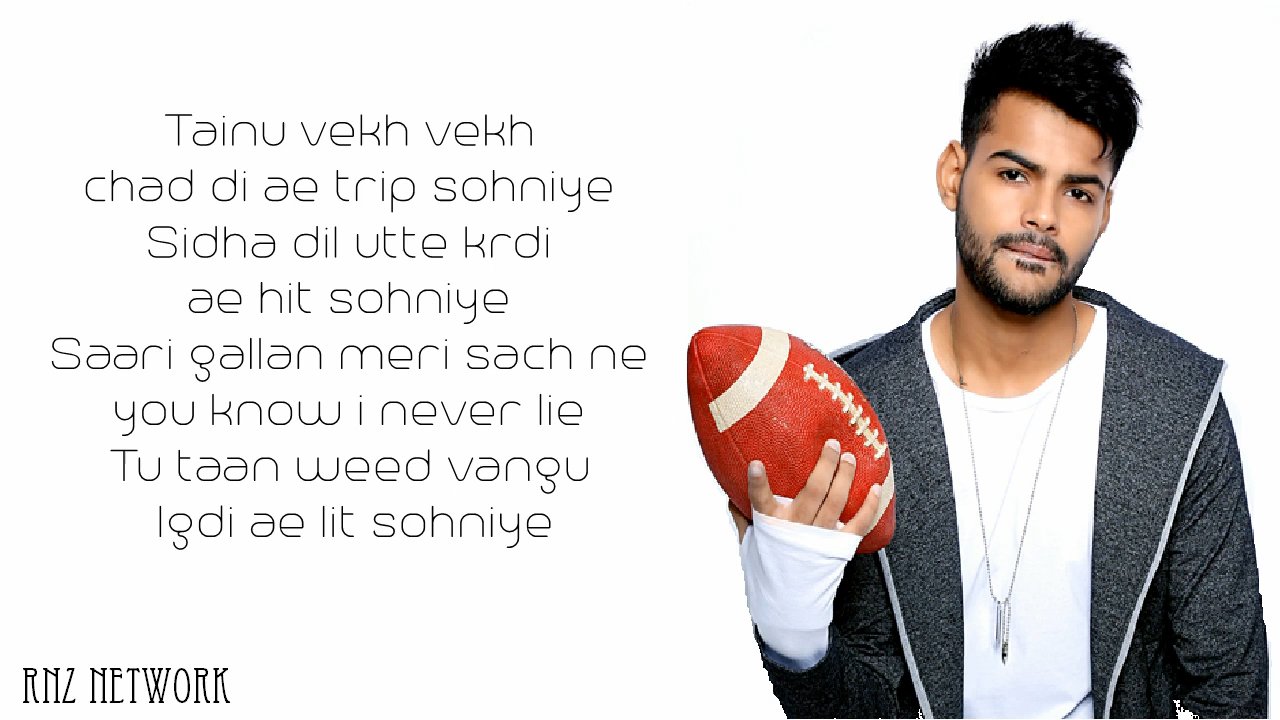 Tainu vekh vekh
chad di ae trip sohniye
Sidha dil utte krdi
ae hit sohniye
Saari gallan meri sach ne
you know i never lie
Tu taan weed vangu
lgdi ae lit sohniye
RNZ NETWORK